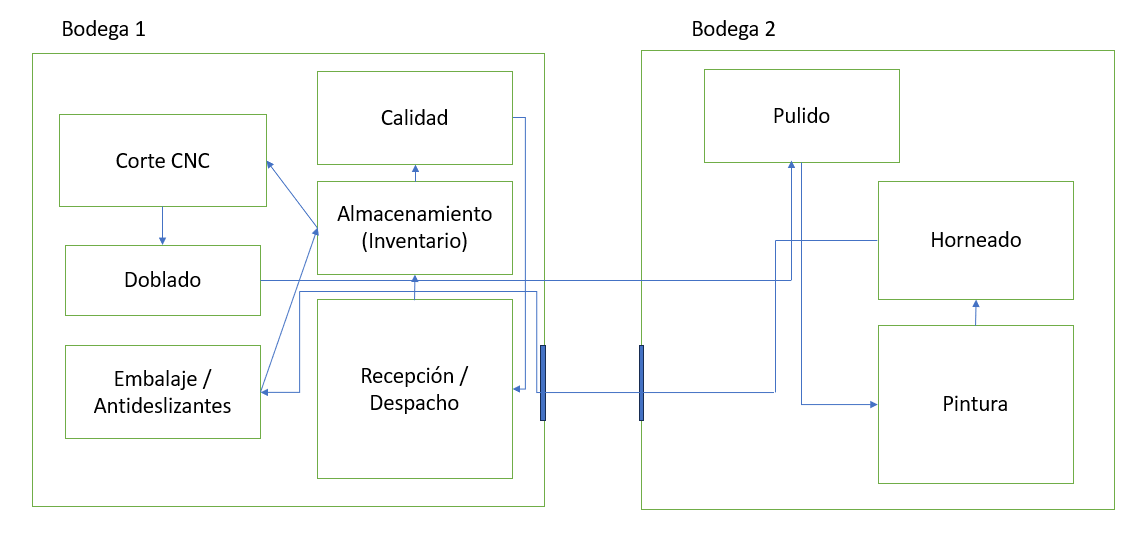 Bodega 1
Bodega 2
Calidad
Corte CNC
Almacenamiento
(Inventario)
Doblado
Embalaje /
Antideslizantes
Recepción /
Despacho
Pulido
Horneado
Pintura